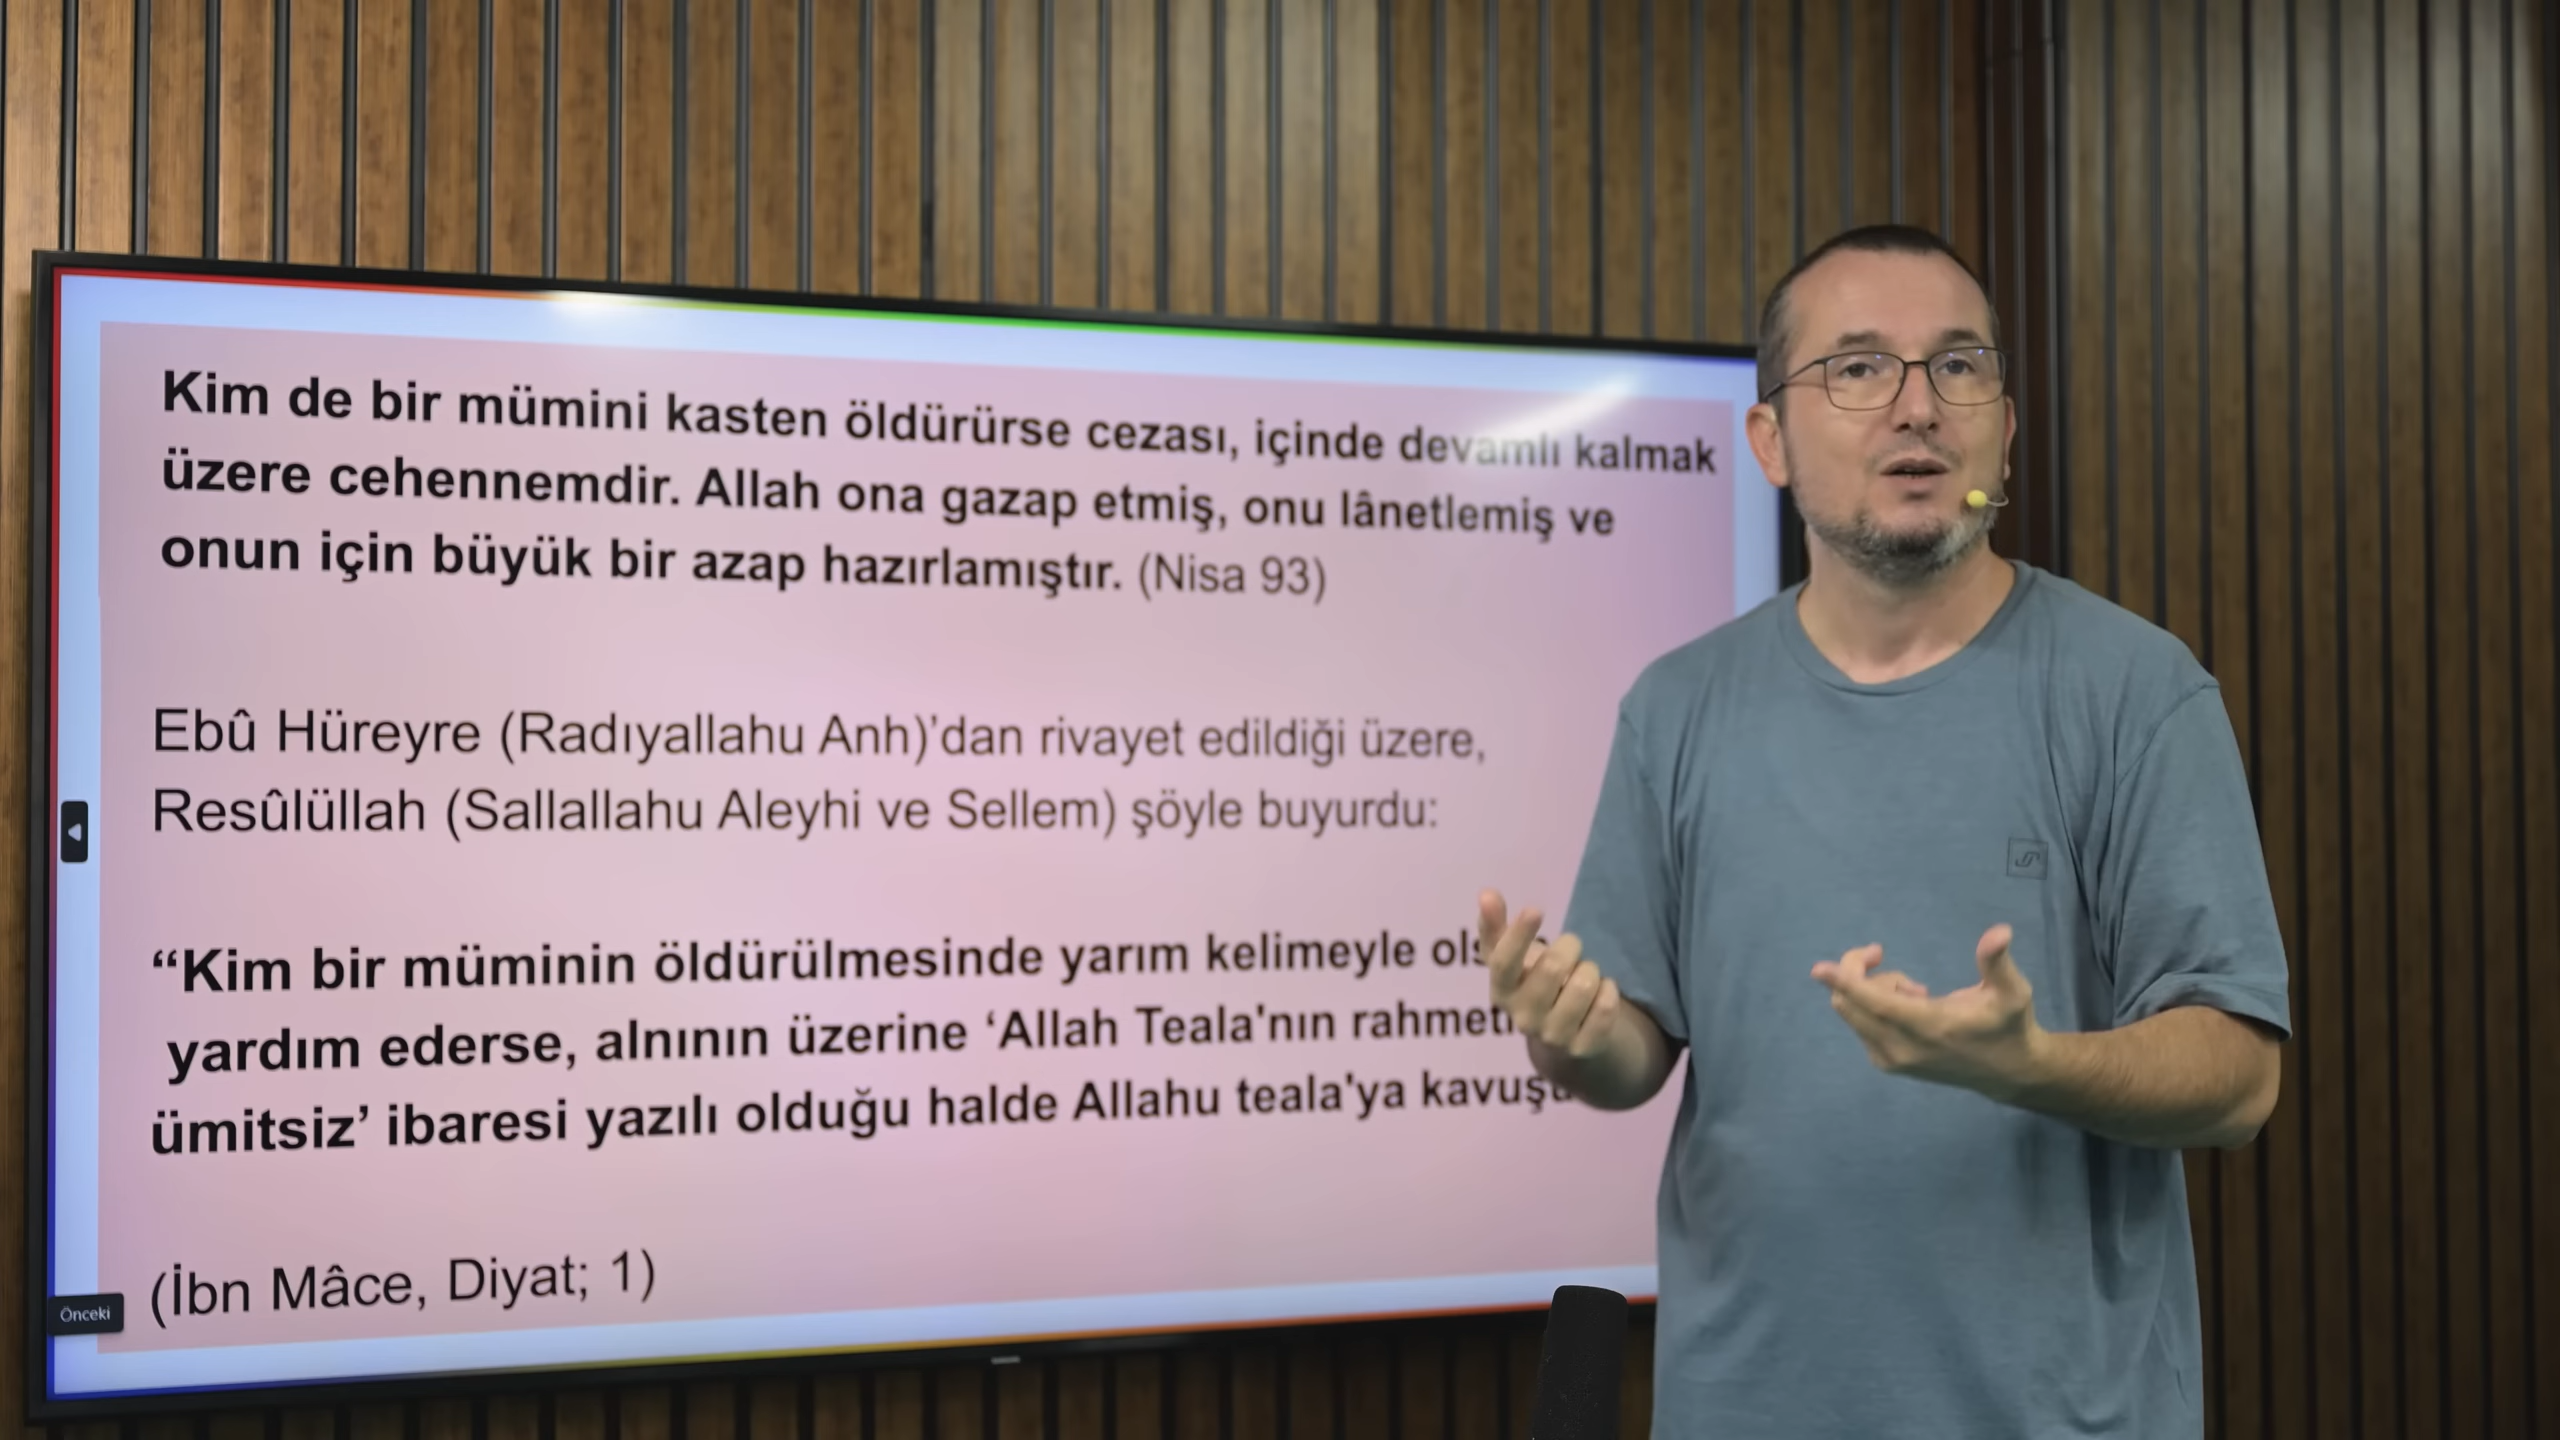 Kim de bir mümini kasten öldürürse cezası, içinde devamlı kalmak
üzere cehennemdir. Allah ona gazap etmiş, onu lânetlemiş ve
onun için büyük bir azap hazırlamıştır. (Nisa 93)
Ebû Hüreyre (Radıyallahu Anh)’dan rivayet edildiği üzere,
Resûlüllah (Sallallahu Aleyhi ve Sellem) şöyle buyurdu:
“Kim bir müminin öldürülmesinde yarım kelimeyle
yardım ederse, alnının üzerine ‘Allah Teala'nın
ümitsiz’ ibaresi yazılı olduğu halde Allahu teala'ya
(İbn Mâce, Diyat; 1)
Önceki